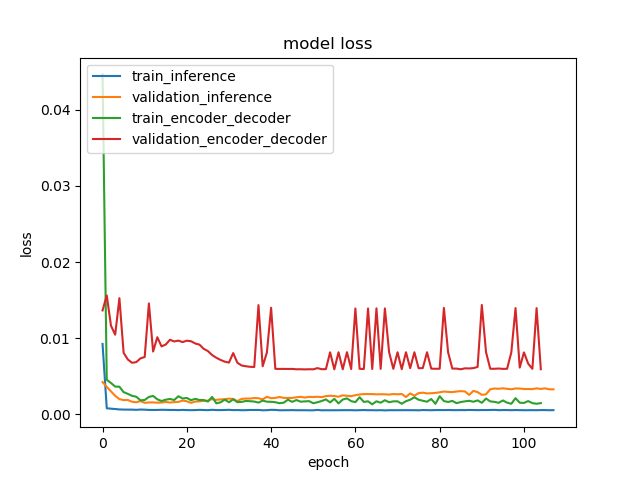 model loss
train_inference
validation_inference
train_encoder_decoder
validation_encoder_decoder
0.04
0.03
0.02
0.01
0.00
loss
0 20 40 60 80 100
epoch